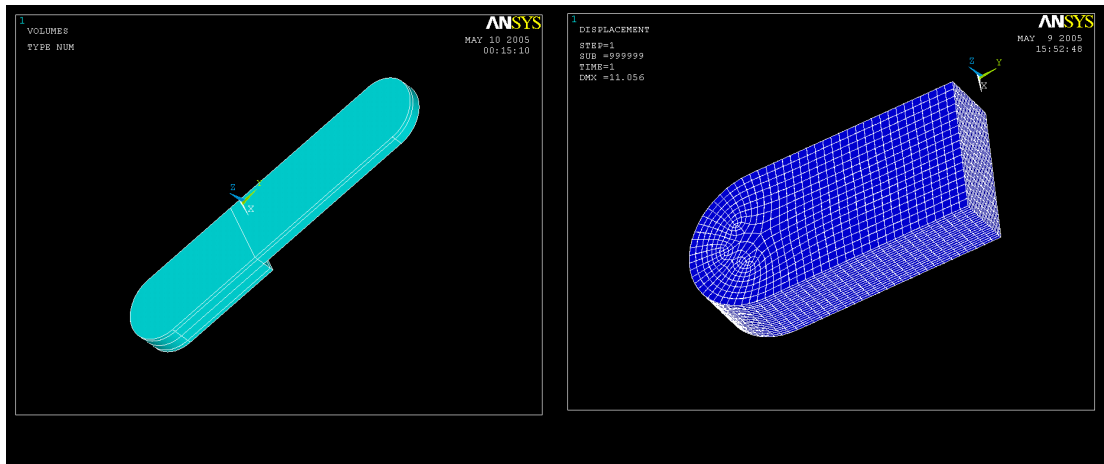 1
ANSYS
VOLUMES
TYPE NUM
MAY 10 2005
00:15:10
Z
Y
X
1
ANSYS
DISPLACEMENT
STEP=1
SUB =999999
TIME=1
DMX =11.056
MAY 9 2005
15:52:48
Z
Y
X